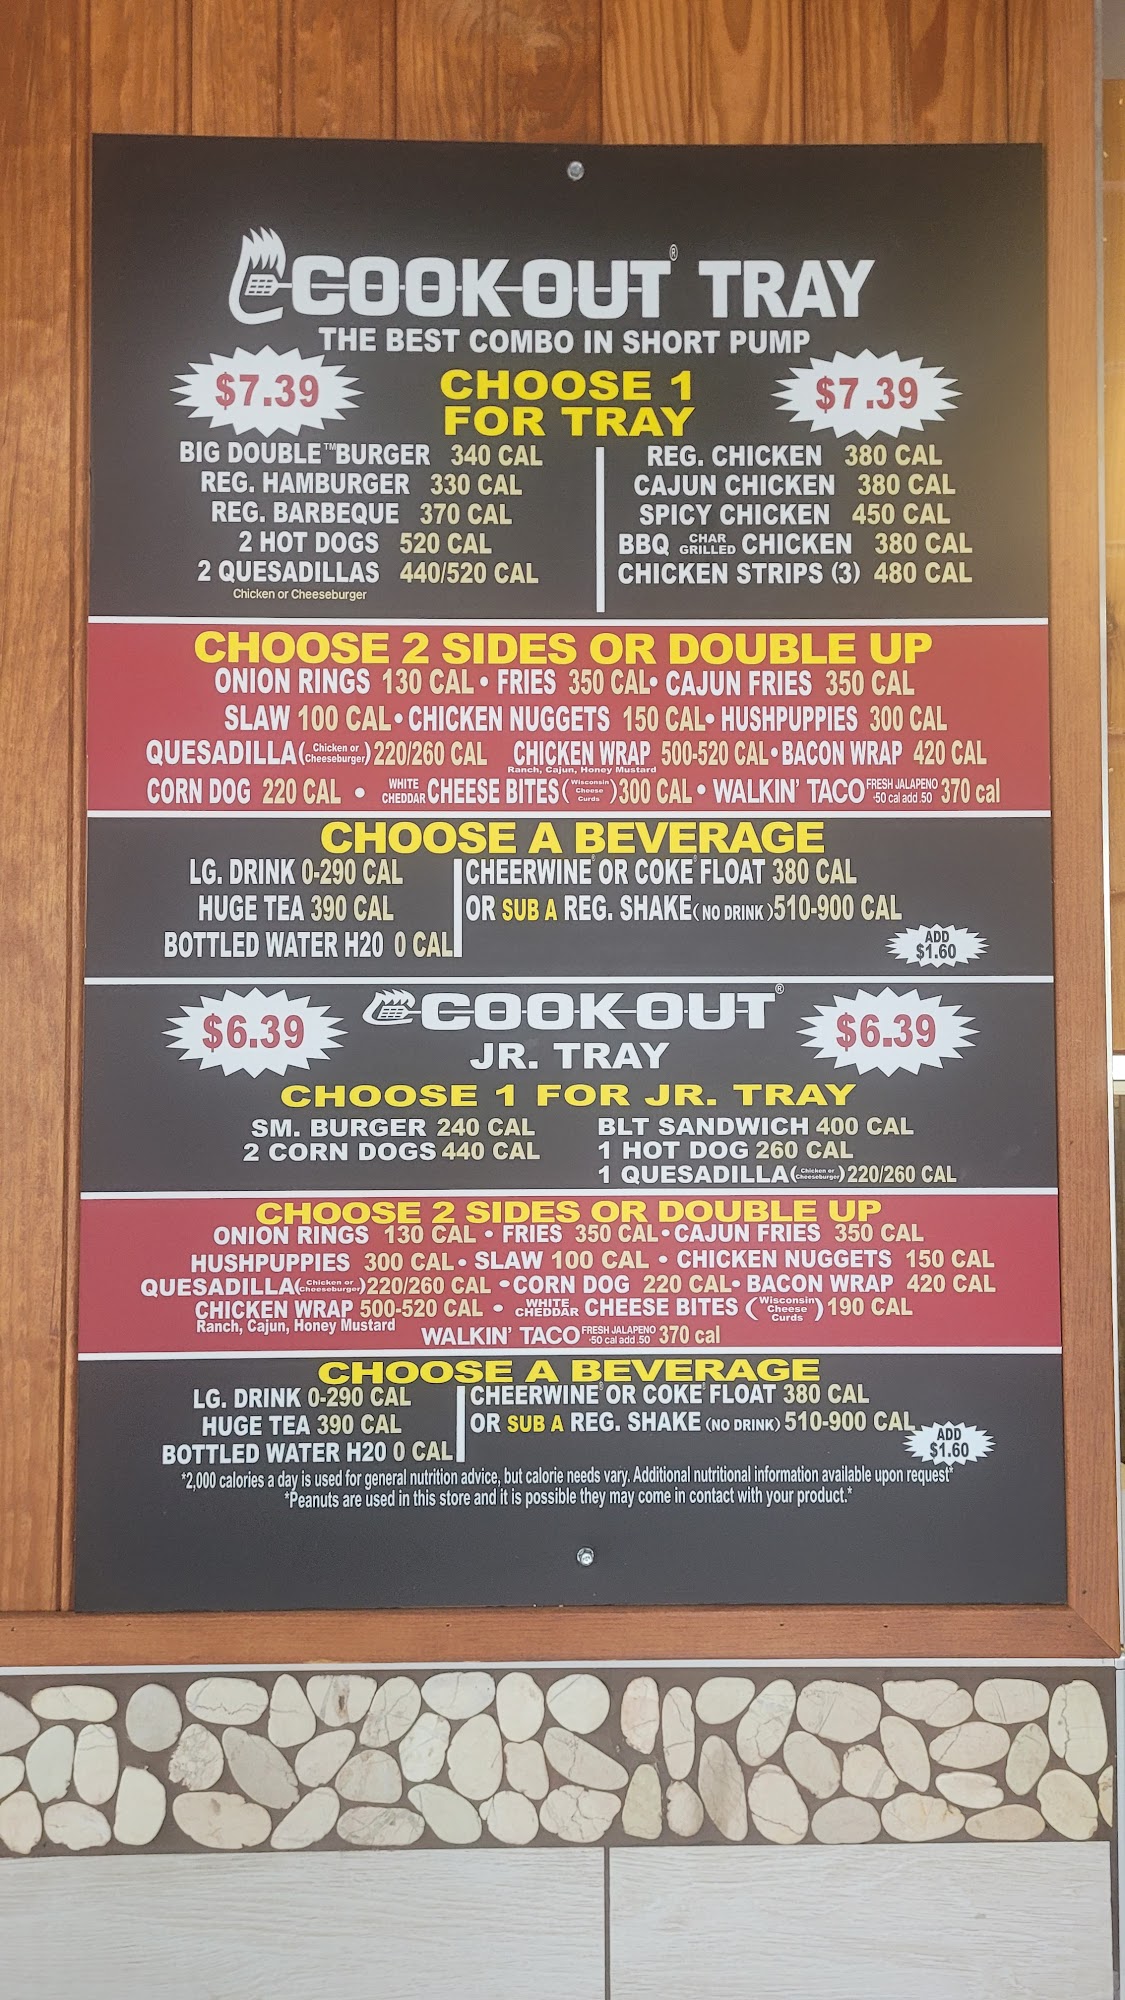 COOK OUT® TRAY
THE BEST COMBO IN SHORT PUMP
$7.39 CHOOSE 1 $7.39
FOR TRAY
BIG DOUBLE™ BURGER 340 CAL
REG. HAMBURGER 330 CAL
REG. BARBEQUE 370 CAL
2 HOT DOGS 520 CAL
2 QUESADILLAS 440/520 CAL
Chicken or Cheeseburger
REG. CHICKEN 380 CAL
CAJUN CHICKEN 380 CAL
SPICY CHICKEN 450 CAL
BBQ CHAR GRILLED CHICKEN 380 CAL
CHICKEN STRIPS (3) 480 CAL
CHOOSE 2 SIDES OR DOUBLE UP
ONION RINGS 130 CAL • FRIES 350 CAL • CAJUN FRIES 350 CAL
SLAW 100 CAL • CHICKEN NUGGETS 150 CAL • HUSHPUPPIES 300 CAL
QUESADILLA (Chicken or Cheeseburger) 220/260 CAL CHICKEN WRAP 500-520 CAL • BACON WRAP 420 CAL
Ranch, Cajun, Honey Mustard
CORN DOG 220 CAL • WHITE CHEDDAR CHEESE BITES (Wisconsin Cheese Curds) 300 CAL • WALKIN' TACO FRESH JALAPENO -50 cal add .50 370 cal
CHOOSE A BEVERAGE
LG. DRINK 0-290 CAL
HUGE TEA 390 CAL
BOTTLED WATER H20 0 CAL
CHEERWINE® OR COKE® FLOAT 380 CAL
OR SUB A REG. SHAKE (NO DRINK) 510-900 CAL
ADD
$1.60
$6.39 COOK OUT® $6.39
JR. TRAY
CHOOSE 1 FOR JR. TRAY
SM. BURGER 240 CAL
2 CORN DOGS 440 CAL
BLT SANDWICH 400 CAL
1 HOT DOG 260 CAL
1 QUESADILLA (Chicken or Cheeseburger) 220/260 CAL
CHOOSE 2 SIDES OR DOUBLE UP
ONION RINGS 130 CAL • FRIES 350 CAL • CAJUN FRIES 350 CAL
HUSHPUPPIES 300 CAL • SLAW 100 CAL • CHICKEN NUGGETS 150 CAL
QUESADILLA (Chicken or Cheeseburger) 220/260 CAL • CORN DOG 220 CAL • BACON WRAP 420 CAL
CHICKEN WRAP 500-520 CAL • WHITE CHEDDAR CHEESE BITES (Wisconsin Cheese Curds) 190 CAL
Ranch, Cajun, Honey Mustard
WALKIN' TACO FRESH JALAPENO -50 cal add .50 370 cal
CHOOSE A BEVERAGE
LG. DRINK 0-290 CAL
HUGE TEA 390 CAL
BOTTLED WATER H20 0 CAL
CHEERWINE® OR COKE® FLOAT 380 CAL
OR SUB A REG. SHAKE (NO DRINK) 510-900 CAL
ADD
$1.60
*2,000 calories a day is used for general nutrition advice, but calorie needs vary. Additional nutritional information available upon request*
*Peanuts are used in this store and it is possible they may come in contact with your product.*